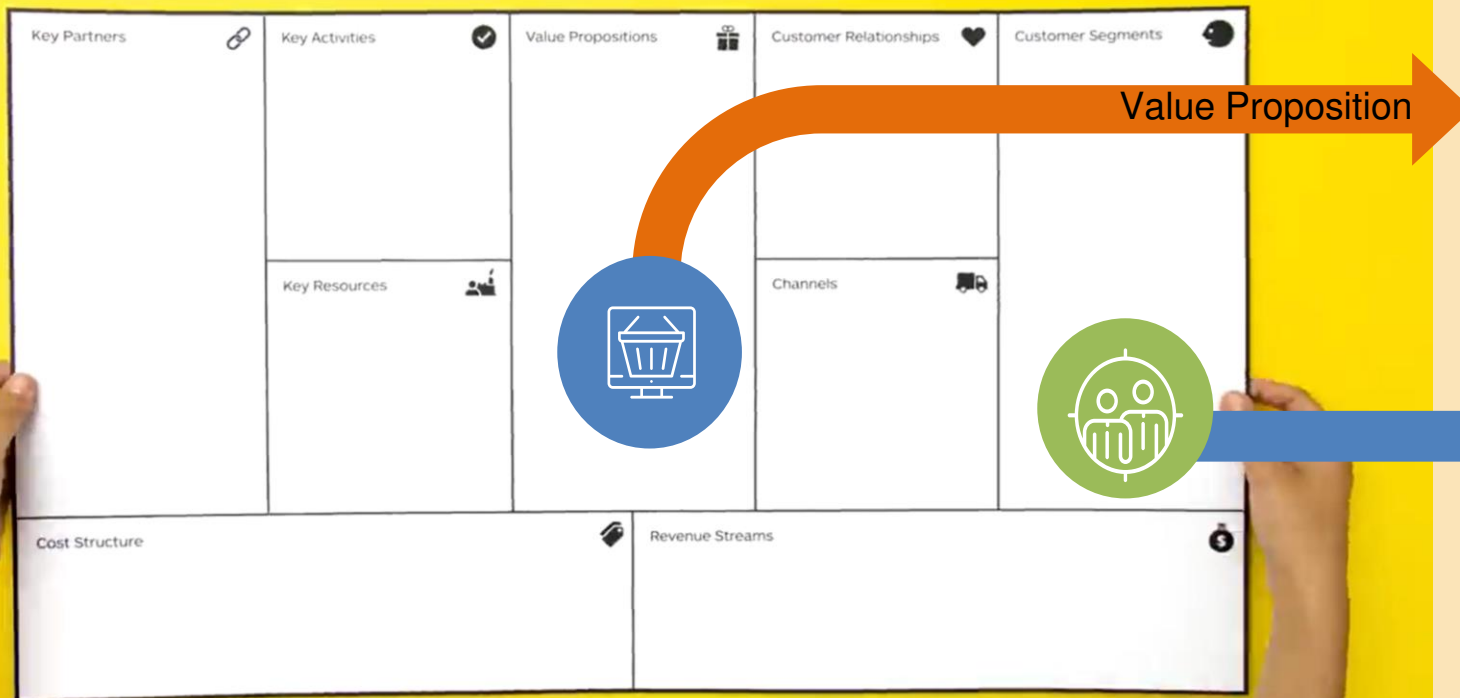 Key Partners
Key Activities
Value Propositions
Customer Relationships
Customer Segments
Value Proposition
Key Resources
Channels
Cost Structure
Revenue Streams